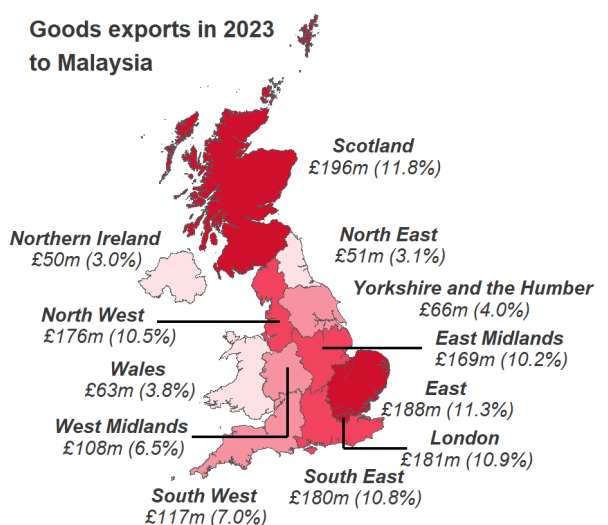 Goods exports in 2023
to Malaysia
Scotland
£196m (11.8%)
Northern Ireland
£50m (3.0%)
North East
£51m (3.1%)
Yorkshire and the Humber
£66m (4.0%)
North West
£176m (10.5%)
East Midlands
£169m (10.2%)
Wales
£63m (3.8%)
East
£188m (11.3%)
West Midlands
£108m (6.5%)
London
£181m (10.9%)
South East
£180m (10.8%)
South West
£117m (7.0%)